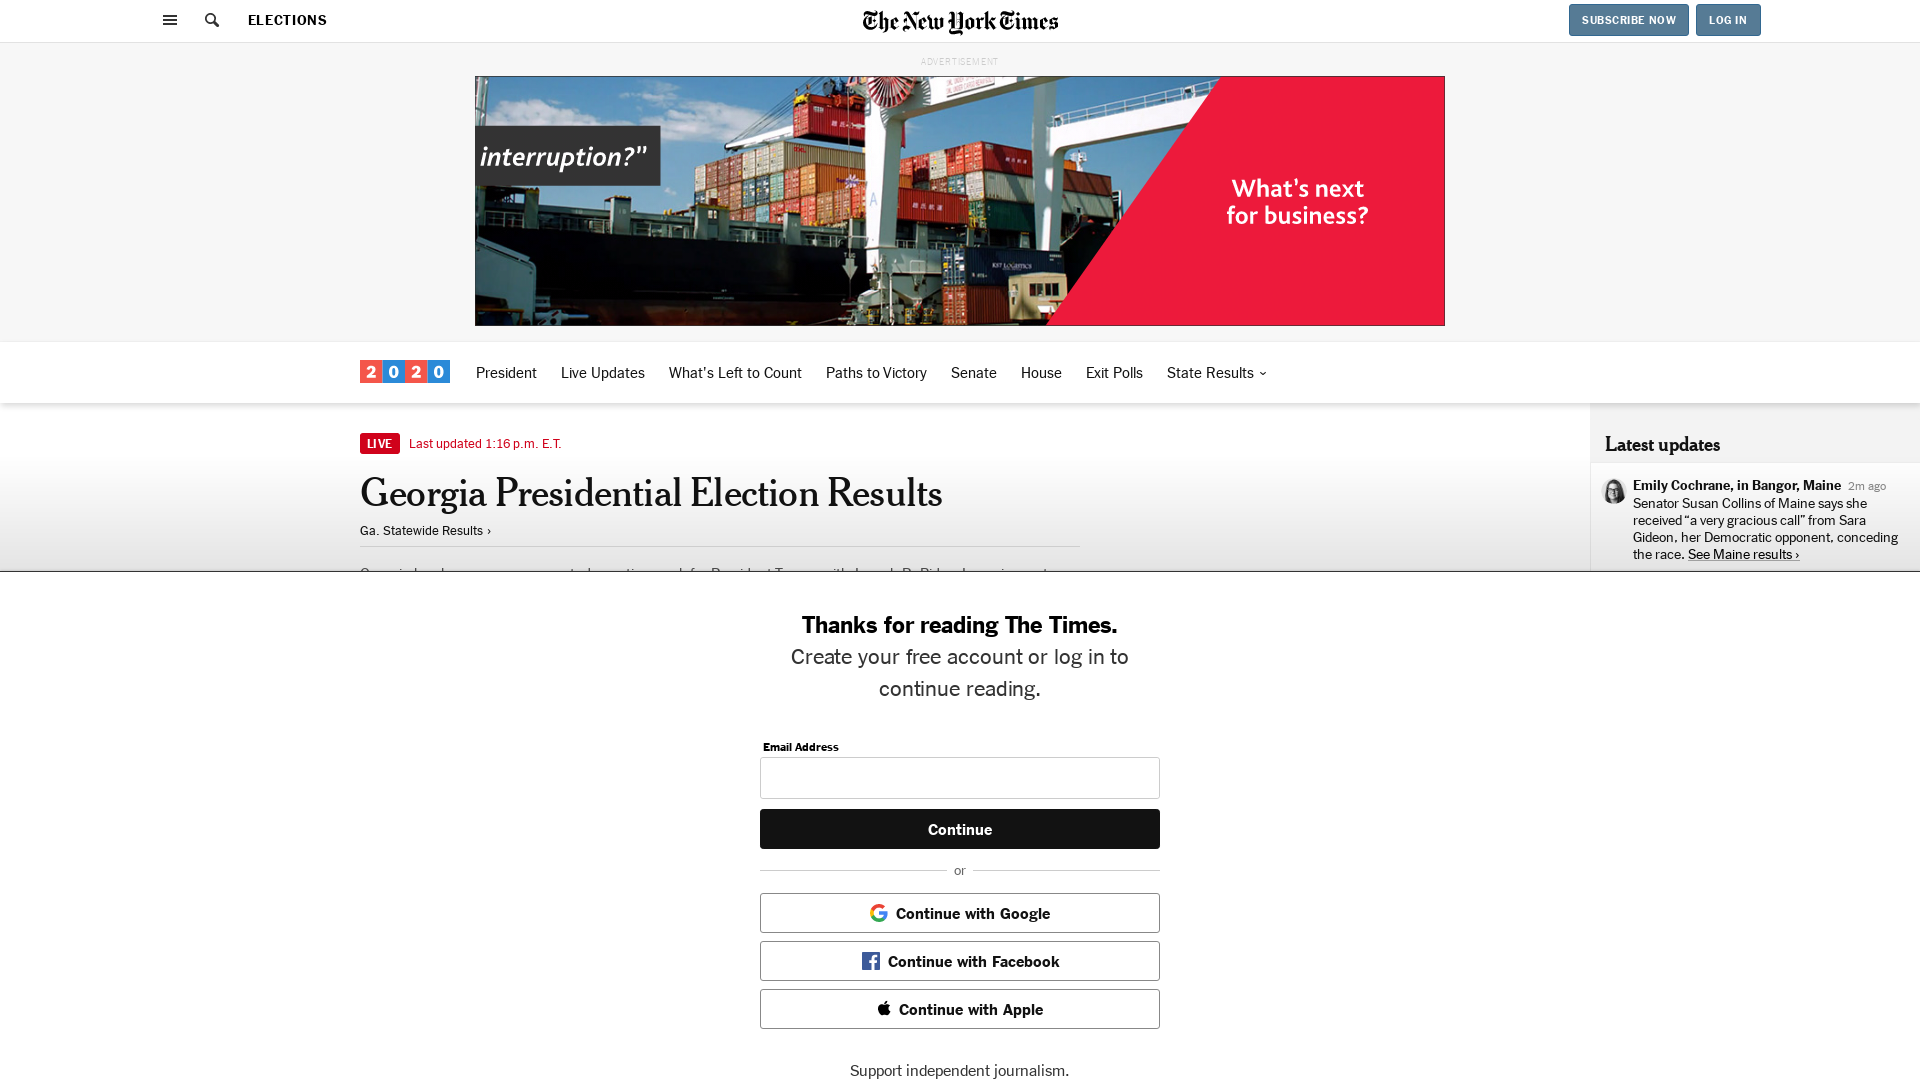 ELECTIONS
The New York Times
SUBSCRIBE NOW
LOG IN
ADVERTISEMENT
interruption?”
What’s next
for business?
2020
President
Live Updates
What’s Left to Count
Paths to Victory
Senate
House
Exit Polls
State Results
LIVE
Last updated 1:16 p.m. E.T.
Georgia Presidential Election Results
Ga. Statewide Results ›
Latest updates
Emily Cochrane, in Bangor, Maine 2m ago
Senator Susan Collins of Maine says she
received “a very gracious call” from Sara
Gideon, her Democratic opponent, conceding
the race. See Maine results ›
Thanks for reading The Times.
Create your free account or log in to
continue reading.
Email Address
Continue
or
Continue with Google
Continue with Facebook
Continue with Apple
Support independent journalism.